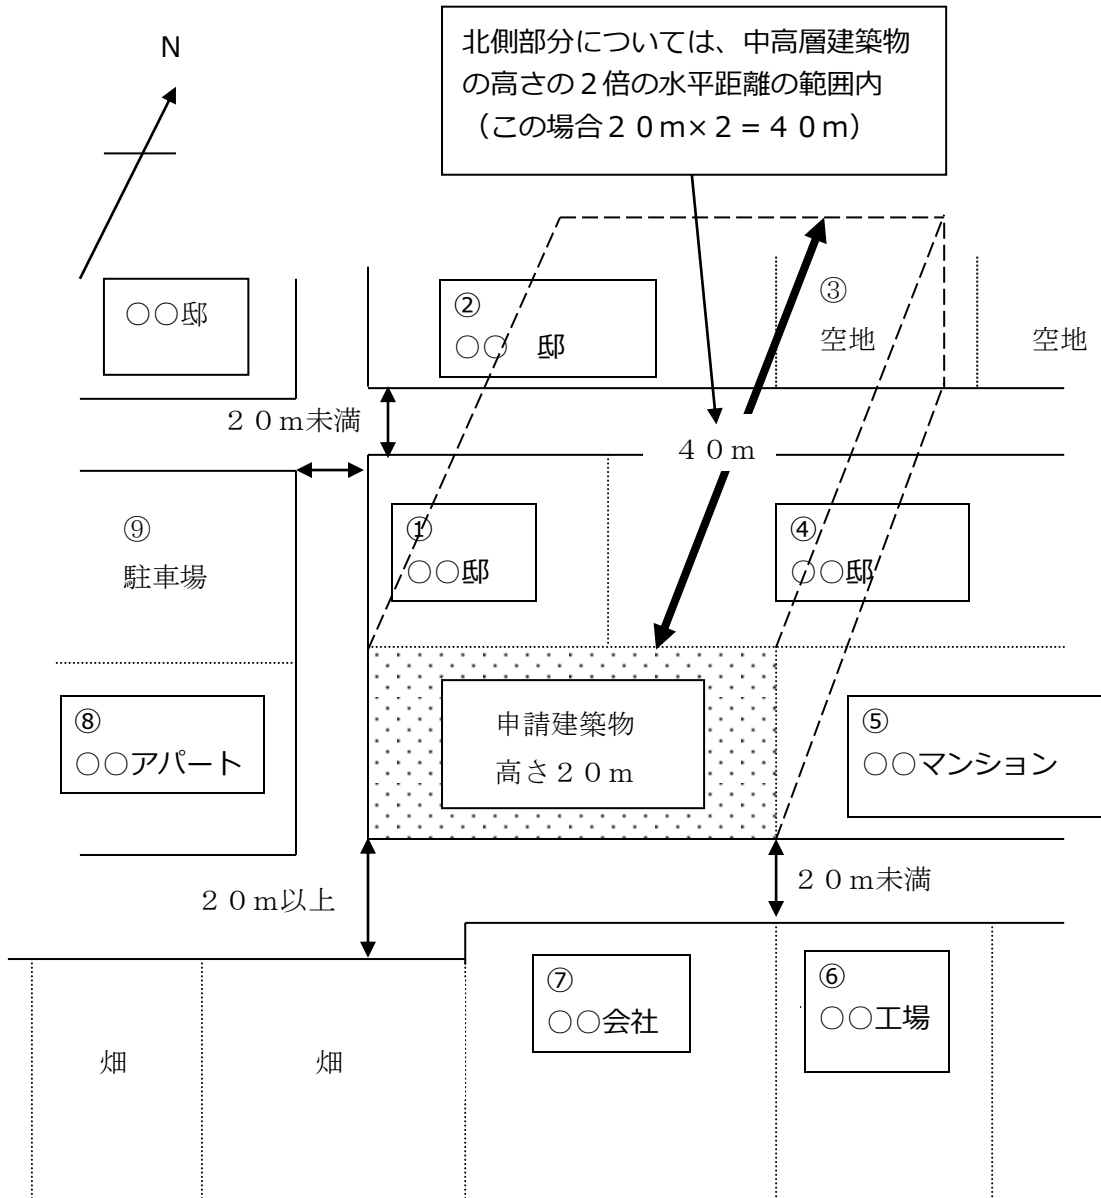 N
北側部分については、中高層建築物
の高さの２倍の水平距離の範囲内
（この場合２０ｍ×２＝４０ｍ）
○○邸
②
○○　邸
③
空地
空地
２０ｍ未満
４０ｍ
⑨
駐車場
①
○○邸
④
○○邸
⑧
○○アパート
申請建築物
高さ２０ｍ
⑤
○○マンション
２０ｍ以上
２０ｍ未満
⑦
○○会社
⑥
○○工場
畑
畑